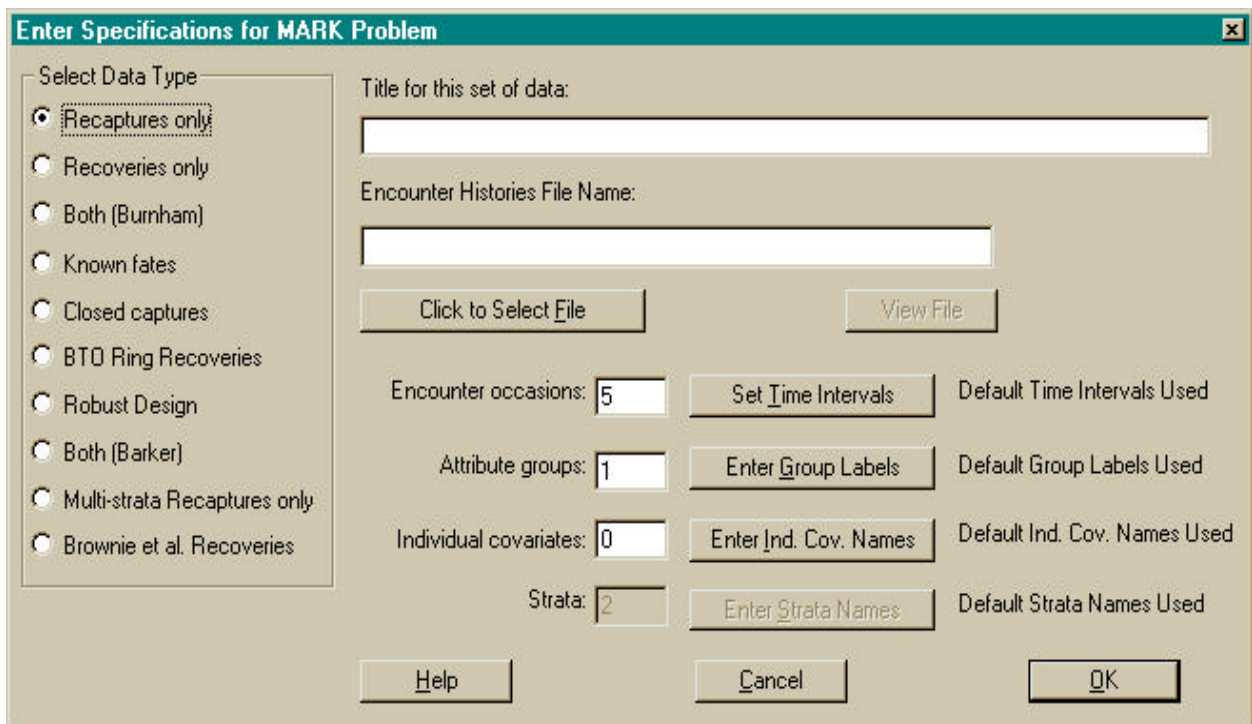 Enter Specifications for MARK Problem
Select Data Type
Recaptures only
Recoveries only
Both (Burnham)
Known fates
Closed captures
BTO Ring Recoveries
Robust Design
Both (Barker)
Multi-strata Recaptures only
Brownie et al. Recoveries
Title for this set of data:
Encounter Histories File Name:
Click to Select File
View File
Encounter occasions: 5 Set Time Intervals Default Time Intervals Used
Attribute groups: 1 Enter Group Labels Default Group Labels Used
Individual covariates: 0 Enter Ind. Cov. Names Default Ind. Cov. Names Used
Strata: 2 Enter Strata Names Default Strata Names Used
Help Cancel OK